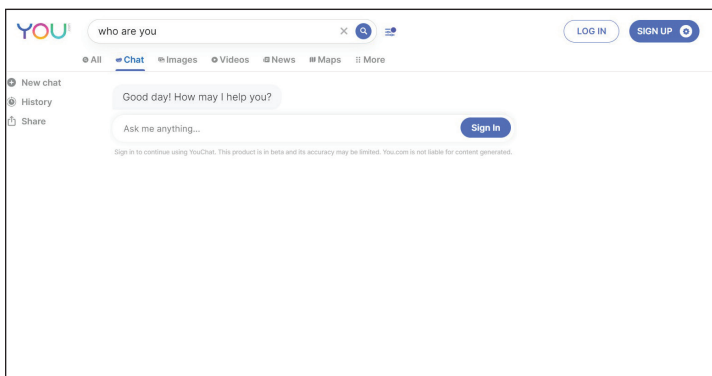 YOU
who are you
LOG IN
SIGN UP
All
Chat
Images
Videos
News
Maps
More
New chat
History
Share
Good day! How may I help you?
Ask me anything...
Sign In
Sign in to continue using YouChat. This product is in beta and its accuracy may be limited. You.com is not liable for content generated.